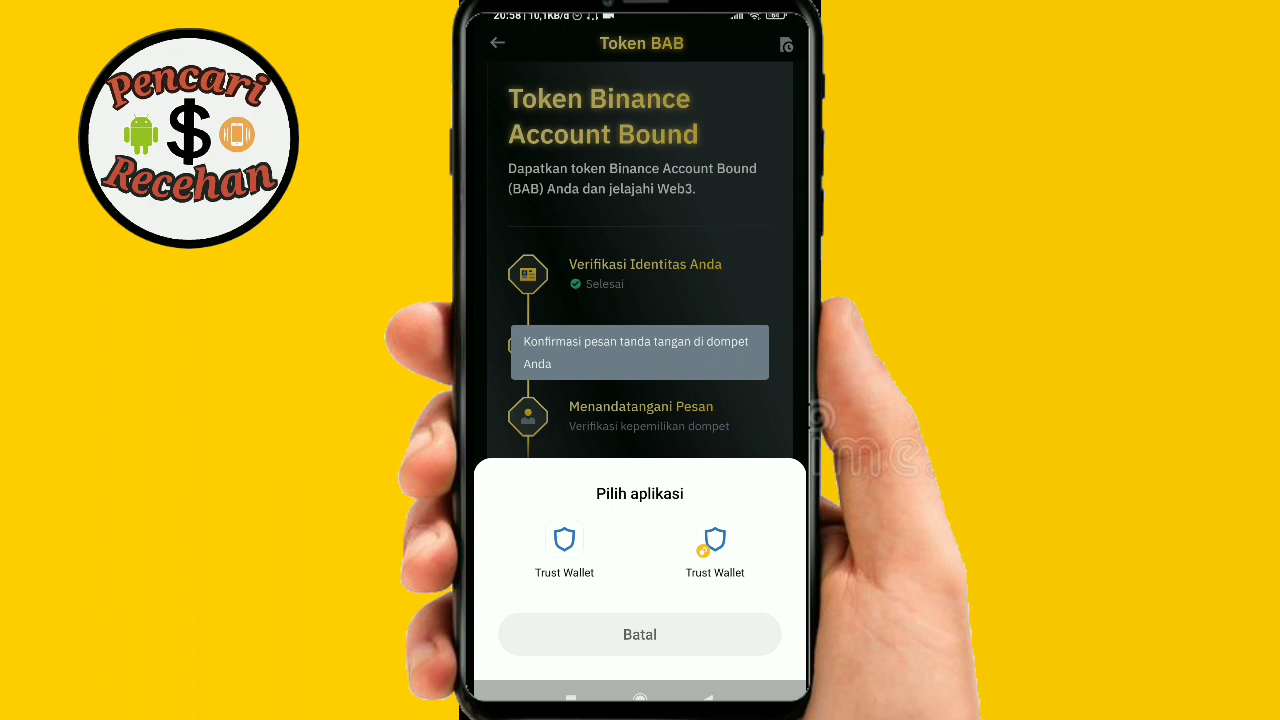 Pencari
$
Recehan
20:58 | 10,1KB/d
64
Token BAB
Token Binance
Account Bound
Dapatkan token Binance Account Bound
(BAB) Anda dan jelajahi Web3.
Verifikasi Identitas Anda
Selesai
Konfirmasi pesan tanda tangan di dompet
Anda
Menandatangani Pesan
Verifikasi kepemilikan dompet
Pilih aplikasi
Trust Wallet
Trust Wallet
Batal